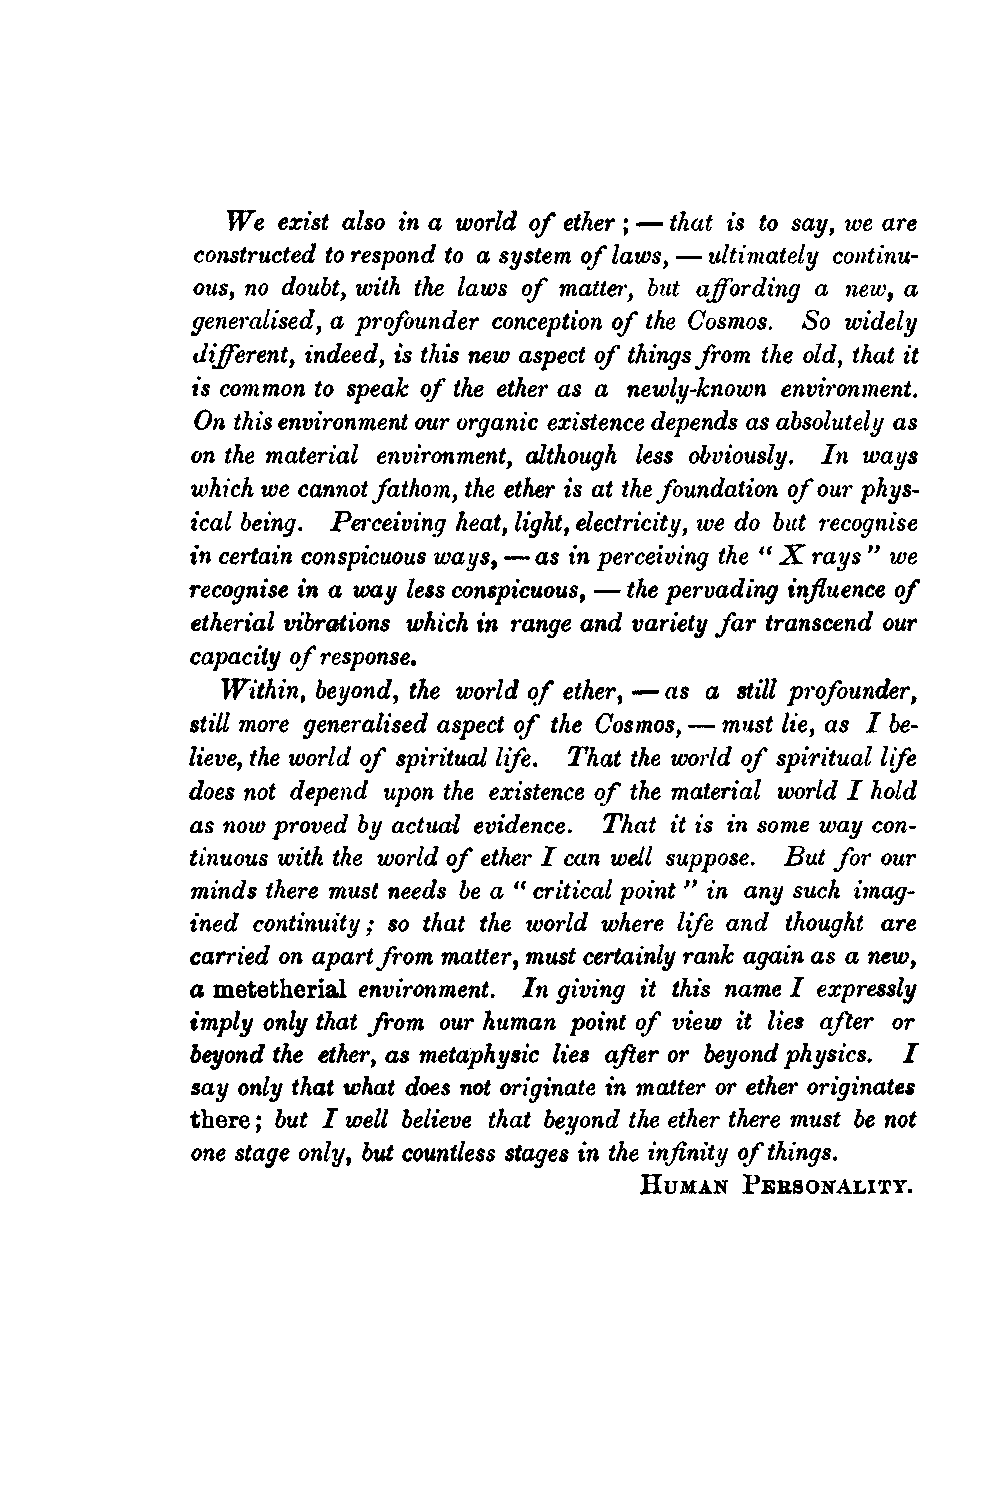 We exist also in a world of ether ; — that is to say, we are
constructed to respond to a system of laws, — ultimately continu-
ous, no doubt, with the laws of matter, but affording a new, a
generalised, a profounder conception of the Cosmos. So widely
different, indeed, is this new aspect of things from the old, that it
is common to speak of the ether as a newly-known environment.
On this environment our organic existence depends as absolutely as
on the material environment, although less obviously. In ways
which we cannot fathom, the ether is at the foundation of our phys-
ical being. Perceiving heat, light, electricity, we do but recognise
in certain conspicuous ways, — as in perceiving the “ X rays ” we
recognise in a way less conspicuous, — the pervading influence of
etherial vibrations which in range and variety far transcend our
capacity of response.
Within, beyond, the world of ether, — as a still profounder,
still more generalised aspect of the Cosmos, — must lie, as I be-
lieve, the world of spiritual life. That the world of spiritual life
does not depend upon the existence of the material world I hold
as now proved by actual evidence. That it is in some way con-
tinuous with the world of ether I can well suppose. But for our
minds there must needs be a “ critical point ” in any such imag-
ined continuity ; so that the world where life and thought are
carried on apart from matter, must certainly rank again as a new,
a metetherial environment. In giving it this name I expressly
imply only that from our human point of view it lies after or
beyond the ether, as metaphysic lies after or beyond physics. I
say only that what does not originate in matter or ether originates
there ; but I well believe that beyond the ether there must be not
one stage only, but countless stages in the infinity of things.
HUMAN PERSONALITY.